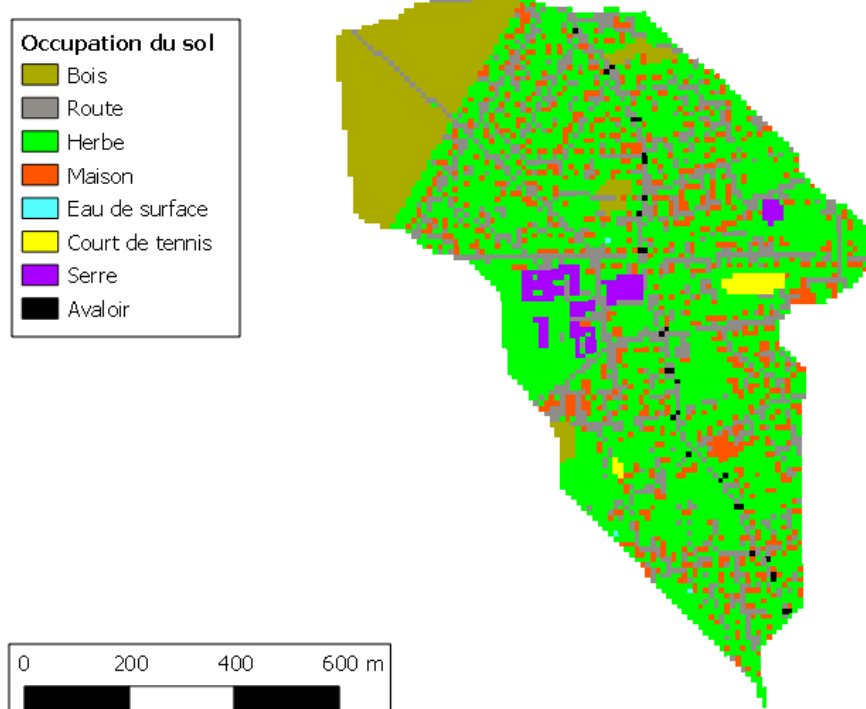 Occupation du sol
Bois
Route
Herbe
Maison
Eau de surface
Court de tennis
Serre
Avaloir
0 200 400 600 m